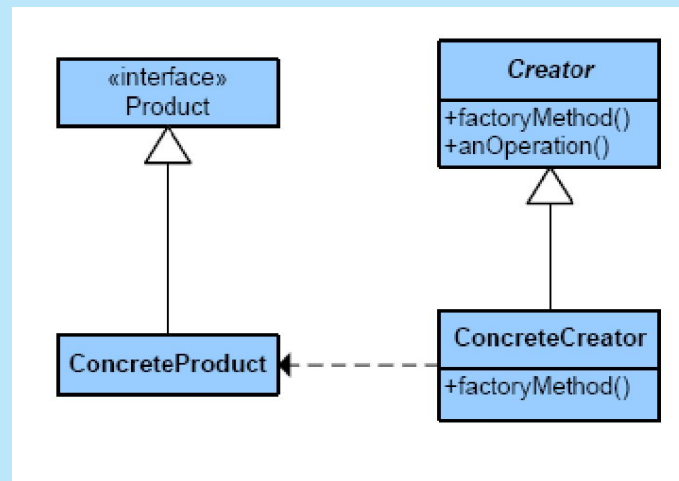 «interface»
Product
Creator
+factoryMethod()
+anOperation()
ConcreteProduct
ConcreteCreator
+factoryMethod()